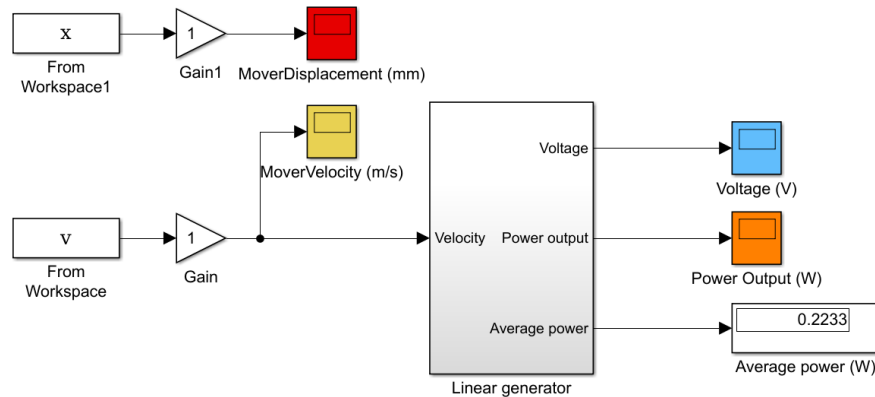 x
From
Workspace1
1
Gain1
MoverDisplacement (mm)
MoverVelocity (m/s)
v
From
Workspace
1
Gain
Velocity
Voltage
Power output
Average power
Linear generator
Voltage (V)
Power Output (W)
0.2233
Average power (W)